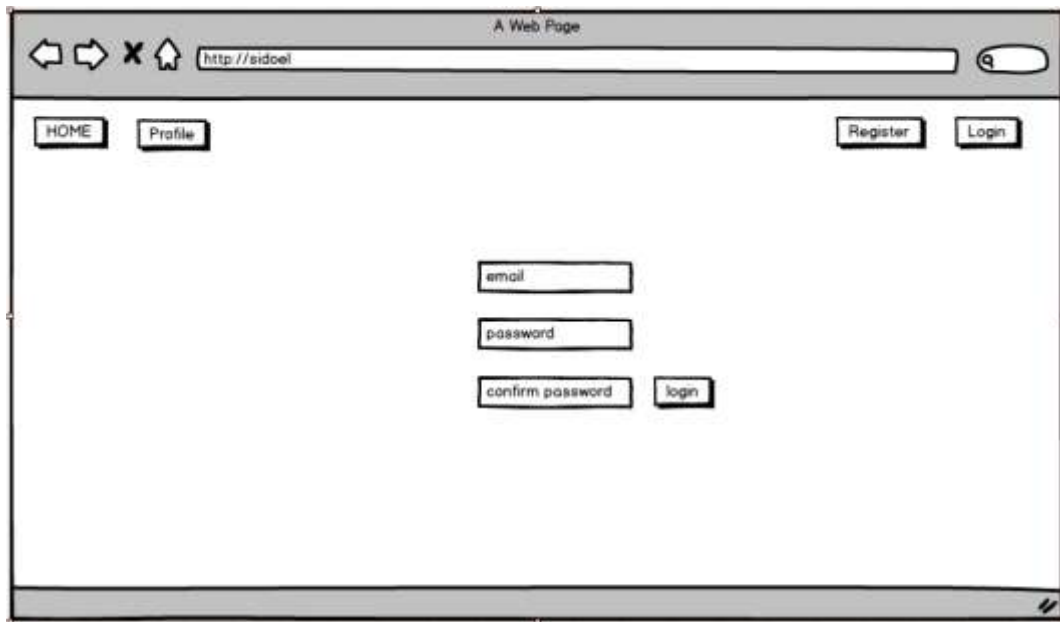 A Web Page
http://sidoel
HOME
Profile
Register
Login
email
password
confirm password
login